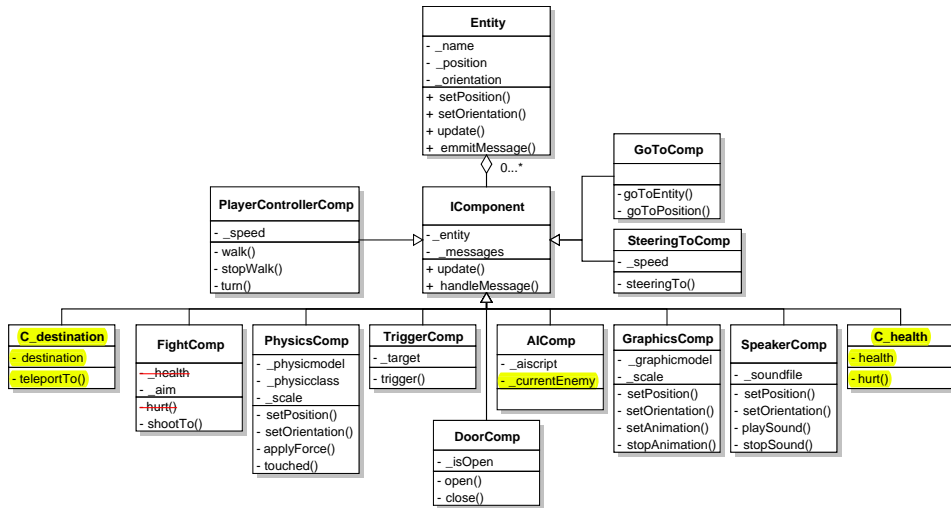 Entity
- _name
- _position
- _orientation
+ setPosition()
+ setOrientation()
+ update()
+ emmitMessage()
0...*
GoToComp
- goToEntity()
- goToPosition()
PlayerControllerComp
- _speed
- walk()
- stopWalk()
- turn()
IComponent
- _entity
- _messages
+ update()
+ handleMessage()
SteeringToComp
- _speed
- steeringTo()
C_destination
- destination
- teleportTo()
FightComp
- _health
- _aim
- hurt()
- shootTo()
PhysicsComp
- _physicmodel
- _physicclass
- _scale
- setPosition()
- setOrientation()
- applyForce()
- touched()
TriggerComp
- _target
- trigger()
AIComp
- _aiscript
- _currentEnemy
GraphicsComp
- _graphicmodel
- _scale
- setPosition()
- setOrientation()
- setAnimation()
- stopAnimation()
SpeakerComp
- _soundfile
- setPosition()
- setOrientation()
- playSound()
- stopSound()
C_health
- health
- hurt()
DoorComp
- _isOpen
- open()
- close()